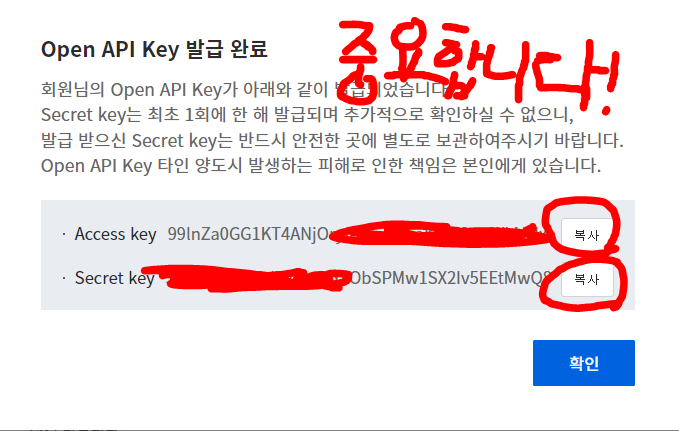 Open API Key 발급 완료
중요합니다!
회원님의 Open API Key가 아래와 같이 발급되었습니다
Secret key는 최초 1회에 한 해 발급되며 추가적으로 확인하실 수 없으니,
발급 받으신 Secret key는 반드시 안전한 곳에 별도로 보관하여주시기 바랍니다.
Open API Key 타인 양도시 발생하는 피해로 인한 책임은 본인에게 있습니다.
· Access key 복사
· Secret key 복사
확인